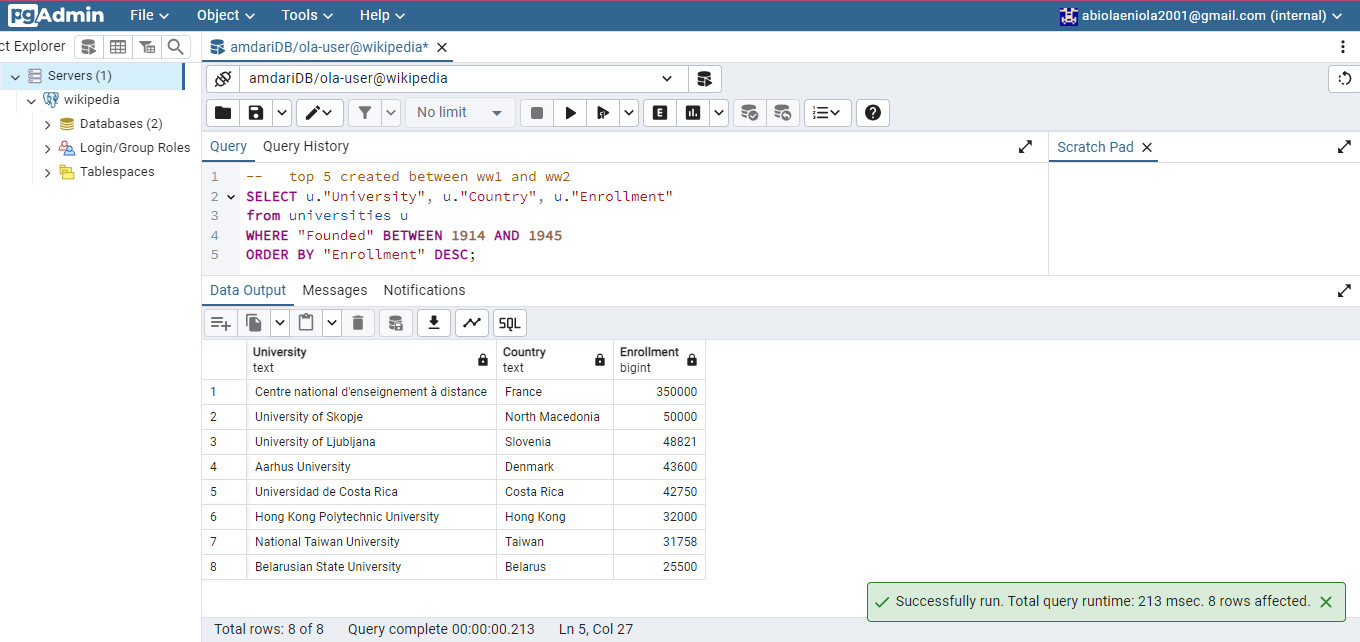 pgAdmin File Object Tools Help abiolaeniola2001@gmail.com (internal)
ct Explorer
amdariDB/ola-user@wikipedia*
Servers (1)
wikipedia
Databases (2)
Login/Group Roles
Tablespaces
amdariDB/ola-user@wikipedia
No limit
E
Query Query History
Scratch Pad
1 -- top 5 created between ww1 and ww2
2 SELECT u."University", u."Country", u."Enrollment"
3 from universities u
4 WHERE "Founded" BETWEEN 1914 AND 1945
5 ORDER BY "Enrollment" DESC;
Data Output Messages Notifications
SQL
University Country Enrollment
text text bigint
1 Centre national d'enseignement à distance France 350000
2 University of Skopje North Macedonia 50000
3 University of Ljubljana Slovenia 48821
4 Aarhus University Denmark 43600
5 Universidad de Costa Rica Costa Rica 42750
6 Hong Kong Polytechnic University Hong Kong 32000
7 National Taiwan University Taiwan 31758
8 Belarusian State University Belarus 25500
Successfully run. Total query runtime: 213 msec. 8 rows affected.
Total rows: 8 of 8 Query complete 00:00:00.213 Ln 5, Col 27